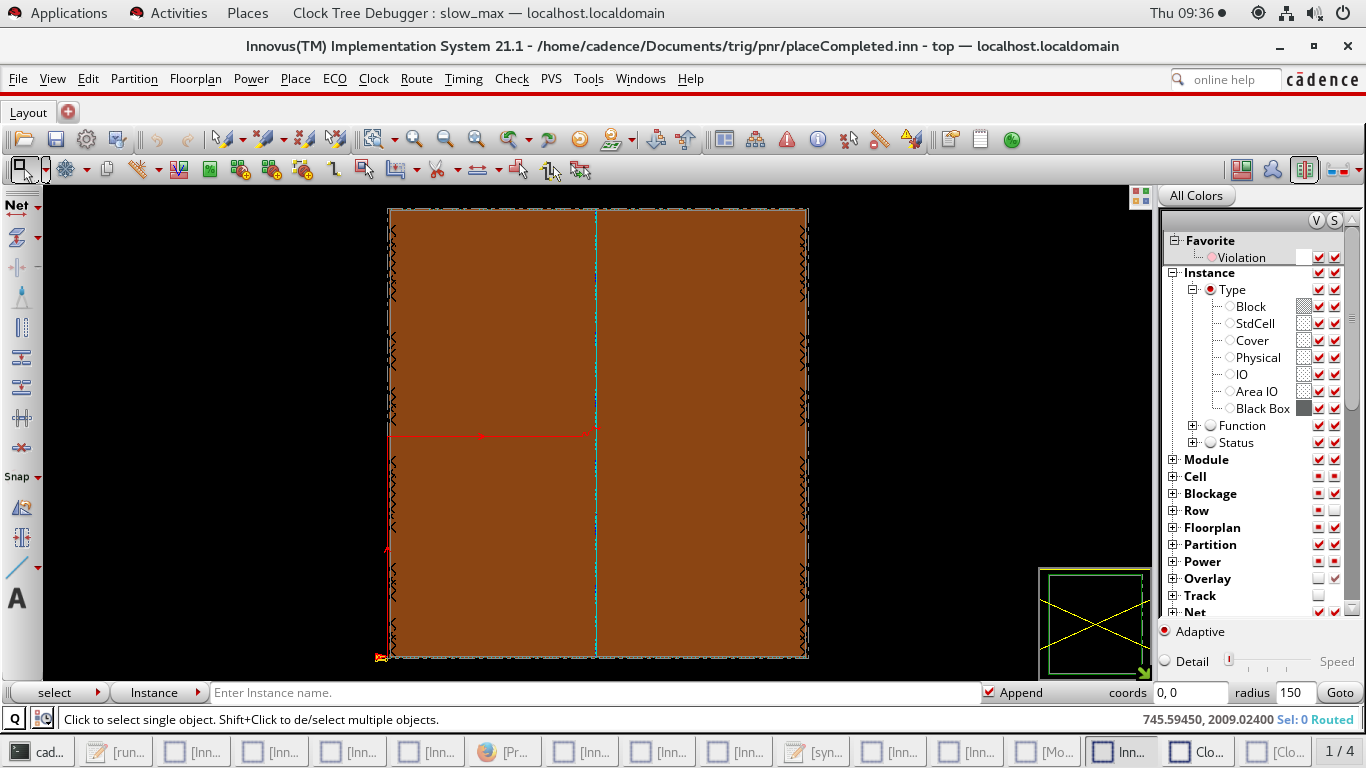 Applications Activities Places Clock Tree Debugger : slow_max — localhost.localdomain Thu 09:36
Innovus(TM) Implementation System 21.1 - /home/cadence/Documents/trig/pnr/placeCompleted.inn - top — localhost.localdomain
File View Edit Partition Floorplan Power Place ECO Clock Route Timing Check PVS Tools Windows Help online help cādence
Layout
All Colors
Net
V S
Favorite
Violation
Instance
Type
Block
StdCell
Cover
Physical
IO
Area IO
Black Box
Function
Status
Module
Snap
Cell
Blockage
Row
Floorplan
Partition
Power
Overlay
Track
A
Net
Adaptive
Detail Speed
select Instance Enter Instance name. Append coords 0, 0 radius 150 Goto
Q Click to select single object. Shift+Click to de/select multiple objects. 745.59450, 2009.02400 Sel: 0 Routed
cad... [run... [Inn... [Inn... [Inn... [Inn... [Pr... [Inn... [Inn... [Inn... [syn... [Inn... [Inn... [Mo... Inn... Clo... [Clo... 1 / 4